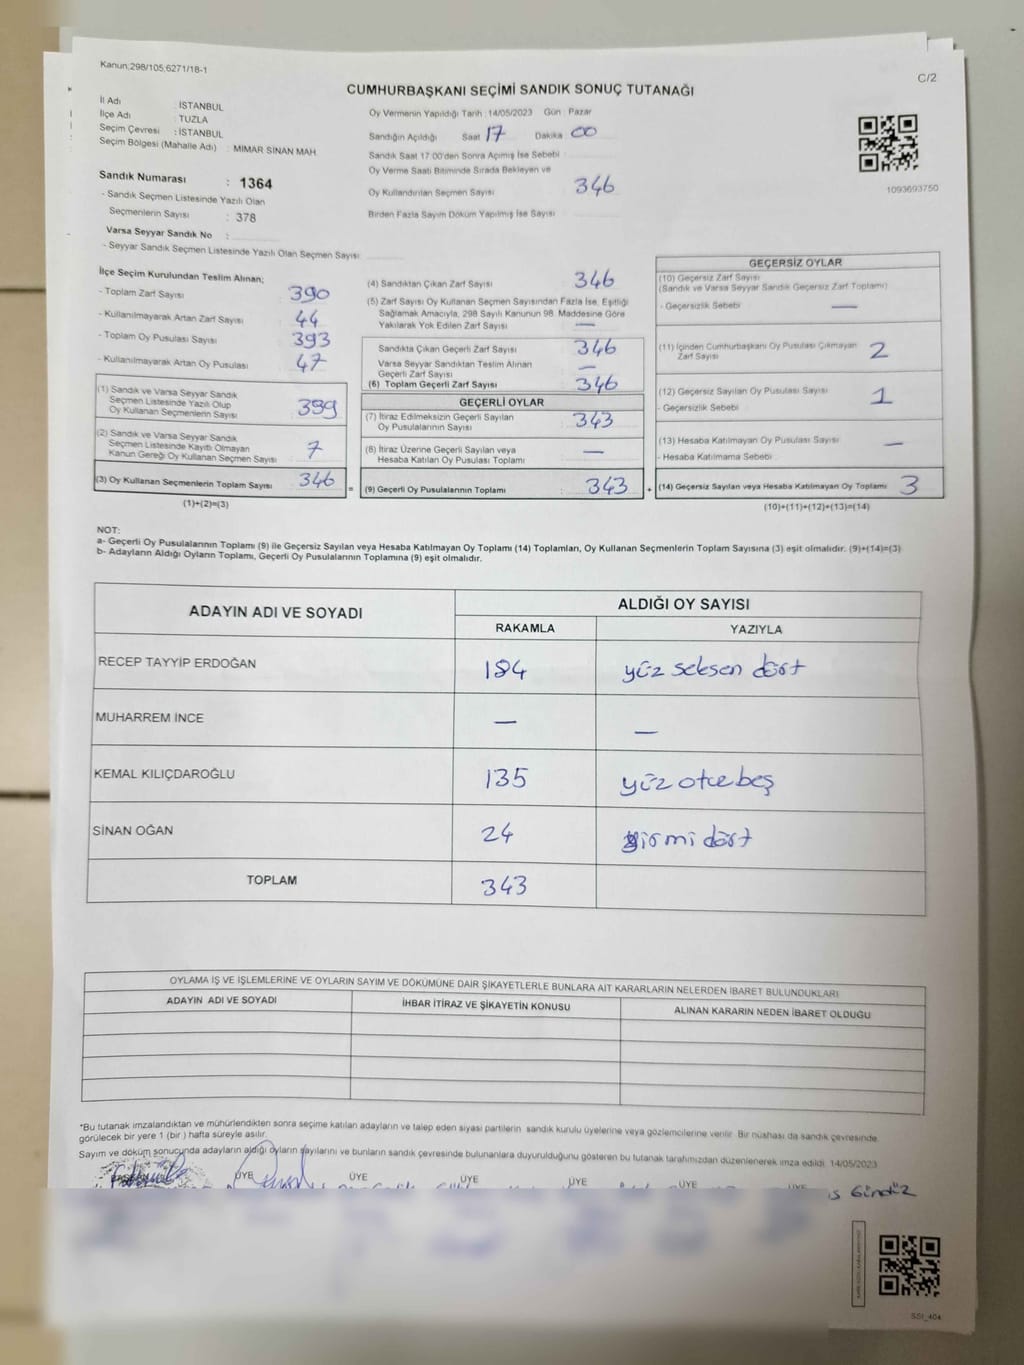 Kanun;298/105;6271/18-1
C/2
CUMHURBAŞKANI SEÇİMİ SANDIK SONUÇ TUTANAĞI
İl Adı : İSTANBUL
İlçe Adı : TUZLA
Seçim Çevresi : İSTANBUL
Seçim Bölgesi (Mahalle Adı) : MİMAR SİNAN MAH.
Oy Vermenin Yapıldığı Tarih : 14/05/2023 Gün : Pazar
Sandığın Açıldığı Saat 17 Dakika 00
Sandık Saat 17:00'den Sonra Açılmış İse Sebebi :
Oy Verme Saati Bitiminde Sırada Bekleyen ve
Oy Kullandırılan Seçmen Sayısı 346
Birden Fazla Sayım Döküm Yapılmış İse Sayısı
1093693750
Sandık Numarası : 1364
- Sandık Seçmen Listesinde Yazılı Olan
Seçmenlerin Sayısı : 378
Varsa Seyyar Sandık No :
- Seyyar Sandık Seçmen Listesinde Yazılı Olan Seçmen Sayısı
İlçe Seçim Kurulundan Teslim Alınan;
- Toplam Zarf Sayısı 390
- Kullanılmayarak Artan Zarf Sayısı 44
- Toplam Oy Pusulası Sayısı 393
- Kullanılmayarak Artan Oy Pusulası 47
(1) Sandık ve Varsa Seyyar Sandık
Seçmen Listesinde Yazılı Olup
Oy Kullanan Seçmenlerin Sayısı 399
(2) Sandık ve Varsa Seyyar Sandık
Seçmen Listesinde Kayıtlı Olmayan
Kanun Gereği Oy Kullanan Seçmen Sayısı 7
(3) Oy Kullanan Seçmenlerin Toplam Sayısı 346 =
(1)+(2)=(3)
(4) Sandıktan Çıkan Zarf Sayısı 346
(5) Zarf Sayısı Oy Kullanan Seçmen Sayısından Fazla İse, Eşitliği
Sağlamak Amacıyla, 298 Sayılı Kanunun 98. Maddesine Göre
Yakılarak Yok Edilen Zarf Sayısı —
Sandıkta Çıkan Geçerli Zarf Sayısı 346
Varsa Seyyar Sandıktan Teslim Alınan
Geçerli Zarf Sayısı —
(6) Toplam Geçerli Zarf Sayısı 346
GEÇERLİ OYLAR
(7) İtiraz Edilmeksizin Geçerli Sayılan
Oy Pusulalarının Sayısı 343
(8) İtiraz Üzerine Geçerli Sayılan veya
Hesaba Katılan Oy Pusulası Toplamı —
(9) Geçerli Oy Pusulalarının Toplamı : 343 +
GEÇERSİZ OYLAR
(10) Geçersiz Zarf Sayısı
(Sandık ve Varsa Seyyar Sandık Geçersiz Zarf Toplamı)
- Geçersizlik Sebebi —
(11) İçinden Cumhurbaşkanı Oy Pusulası Çıkmayan
Zarf Sayısı 2
(12) Geçersiz Sayılan Oy Pusulası Sayısı 1
- Geçersizlik Sebebi
(13) Hesaba Katılmayan Oy Pusulası Sayısı —
- Hesaba Katılmama Sebebi
(14) Geçersiz Sayılan veya Hesaba Katılmayan Oy Toplamı 3
(10)+(11)+(12)+(13)=(14)
NOT:
a- Geçerli Oy Pusulalarının Toplamı (9) ile Geçersiz Sayılan veya Hesaba Katılmayan Oy Toplamı (14) Toplamları, Oy Kullanan Seçmenlerin Toplam Sayısına (3) eşit olmalıdır. (9)+(14)=(3)
b- Adayların Aldığı Oyların Toplamı, Geçerli Oy Pusulalarının Toplamına (9) eşit olmalıdır.
ADAYIN ADI VE SOYADI ALDIĞI OY SAYISI
RAKAMLA YAZIYLA
RECEP TAYYİP ERDOĞAN 184 yüz seksen dört
MUHARREM İNCE — —
KEMAL KILIÇDAROĞLU 135 yüz otuz beş
SİNAN OĞAN 24 yirmi dört
TOPLAM 343
OYLAMA İŞ VE İŞLEMLERİNE VE OYLARIN SAYIM VE DÖKÜMÜNE DAİR ŞİKAYETLERLE BUNLARA AİT KARARLARIN NELERDEN İBARET BULUNDUKLARI
ADAYIN ADI VE SOYADI İHBAR İTİRAZ VE ŞİKAYETİN KONUSU ALINAN KARARIN NEDEN İBARET OLDUĞU
*Bu tutanak imzalandıktan ve mühürlendikten sonra seçime katılan adayların ve talep eden siyasi partilerin sandık kurulu üyelerine veya gözlemcilerine verilir. Bir nüshası da sandık çevresinde
görülecek bir yere 1 (bir) hafta süreyle asılır.
Sayım ve döküm sonucunda adayların aldığı oyların sayılarını ve bunların sandık çevresinde bulunanlara duyurulduğunu gösteren bu tutanak tarafımızdan düzenlenerek imza edildi. 14/05/2023
ÜYE ÜYE ÜYE ÜYE ÜYE ÜYE
Gündüz
SSI_404